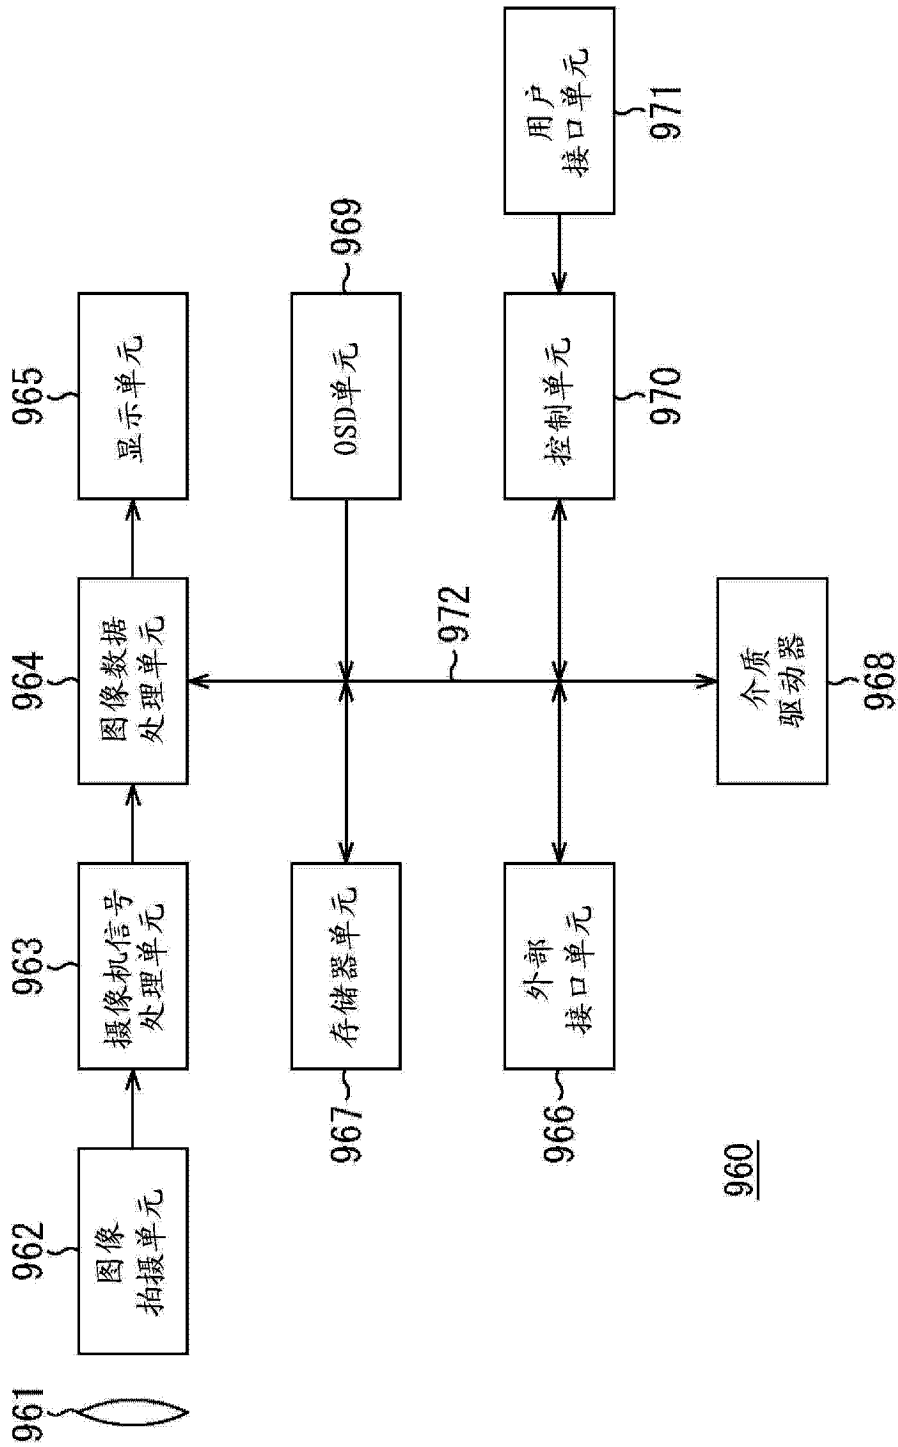 961
962
图像
拍摄单元
963
摄像机信号
处理单元
964
图像数据
处理单元
965
显示单元
967
存储器单元
969
OSD单元
972
966
外部
接口单元
970
控制单元
971
用户
接口单元
968
介质
驱动器
960